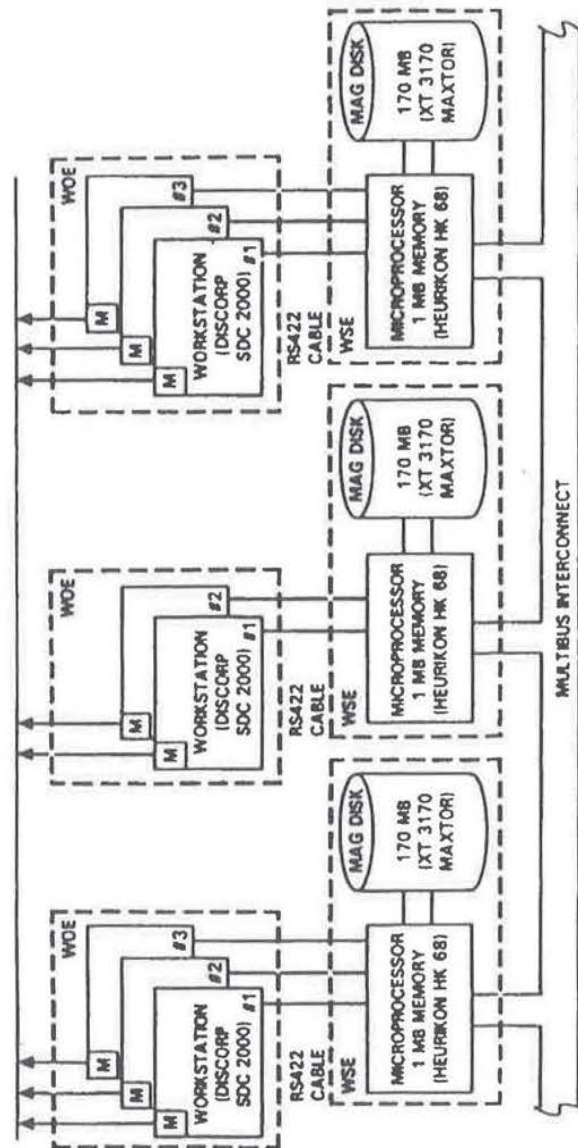 WOE
M
M
M
WORKSTATION
(DISCORP
SDC 2000)
#1
#2
#3
RS422
CABLE
WSE
MICROPROCESSOR
1 MB MEMORY
(HEURIKON HK 68)
MAG DISK
170 MB
(XT 3170
MAXTOR)
WOE
M
M
WORKSTATION
(DISCORP
SDC 2000)
#1
#2
RS422
CABLE
WSE
MICROPROCESSOR
1 MB MEMORY
(HEURIKON HK 68)
MAG DISK
170 MB
(XT 3170
MAXTOR)
WOE
M
M
M
WORKSTATION
(DISCORP
SDC 2000)
#1
#2
#3
RS422
CABLE
WSE
MICROPROCESSOR
1 MB MEMORY
(HEURIKON HK 68)
MAG DISK
170 MB
(XT 3170
MAXTOR)
MULTIBUS INTERCONNECT